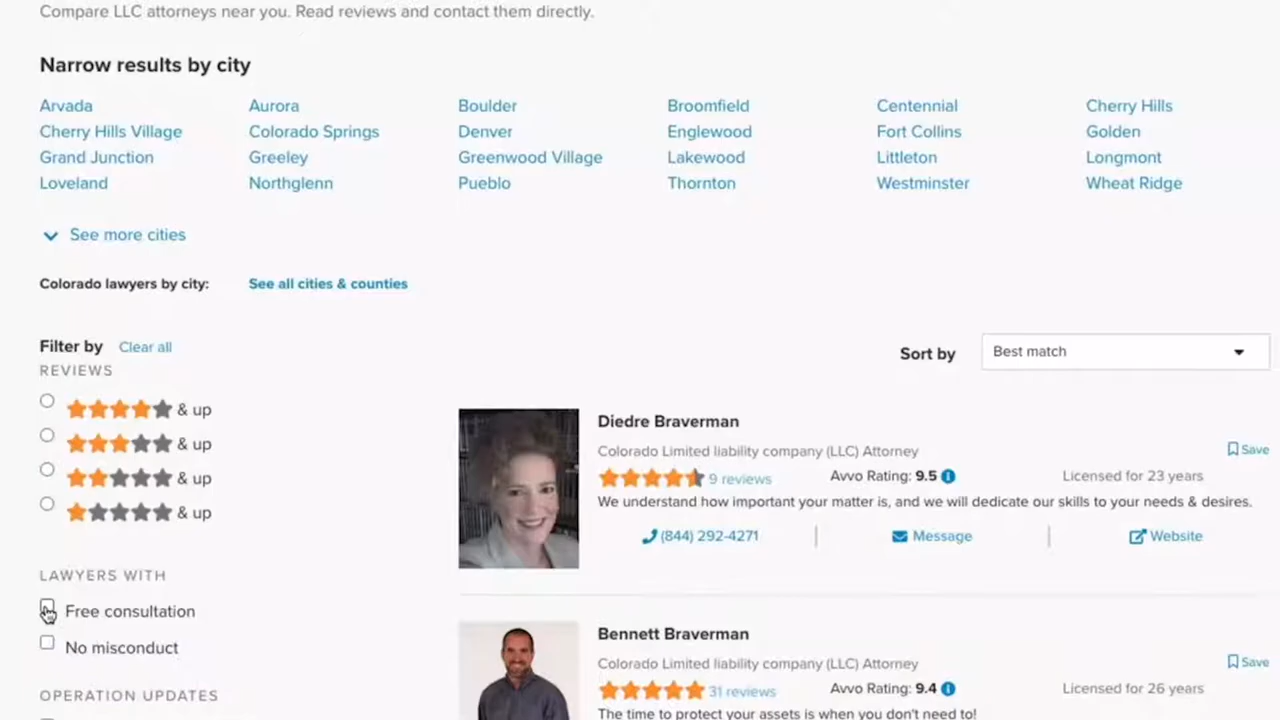 Compare LLC attorneys near you. Read reviews and contact them directly.
Narrow results by city
Arvada Aurora Boulder Broomfield Centennial Cherry Hills
Cherry Hills Village Colorado Springs Denver Englewood Fort Collins Golden
Grand Junction Greeley Greenwood Village Lakewood Littleton Longmont
Loveland Northglenn Pueblo Thornton Westminster Wheat Ridge
See more cities
Colorado lawyers by city: See all cities & counties
Filter by Clear all
REVIEWS
& up
& up
& up
& up
LAWYERS WITH
Free consultation
No misconduct
OPERATION UPDATES
Sort by Best match
Diedre Braverman
Colorado Limited liability company (LLC) Attorney
Save
9 reviews Avvo Rating: 9.5 Licensed for 23 years
We understand how important your matter is, and we will dedicate our skills to your needs & desires.
(844) 292-4271 Message Website
Bennett Braverman
Colorado Limited liability company (LLC) Attorney
Save
31 reviews Avvo Rating: 9.4 Licensed for 26 years
The time to protect your assets is when you don't need to!